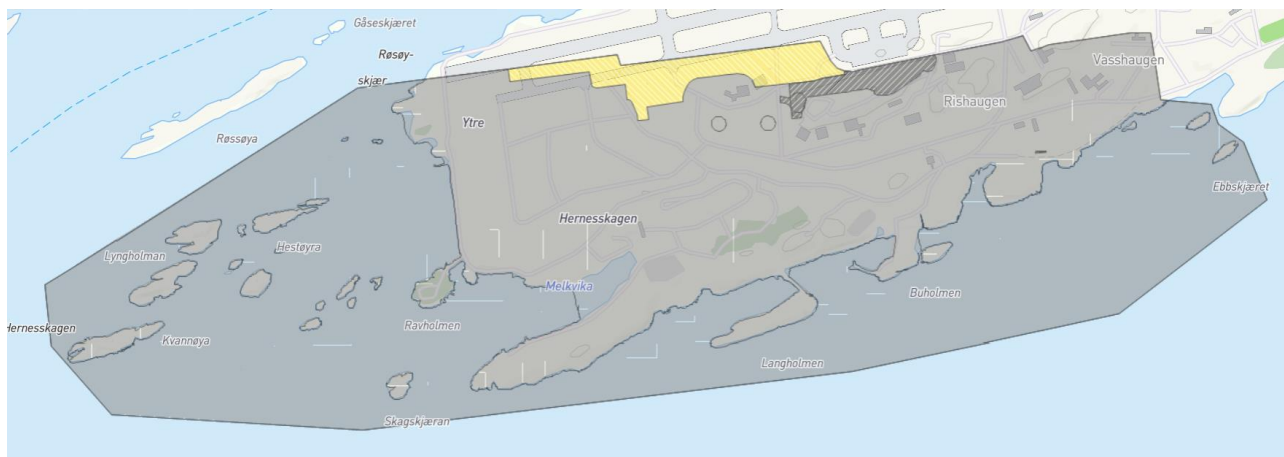 Gåseskjæret
Røsøy-
skjær
Vasshaugen
Rishaugen
Røssøya
Ytre
Ebbskjæret
Hernesskagen
Hestøyra
Lyngholman
Melkvika
Buholmen
Hernesskagen
Ravholmen
Kvannøya
Langholmen
Skagskjæran